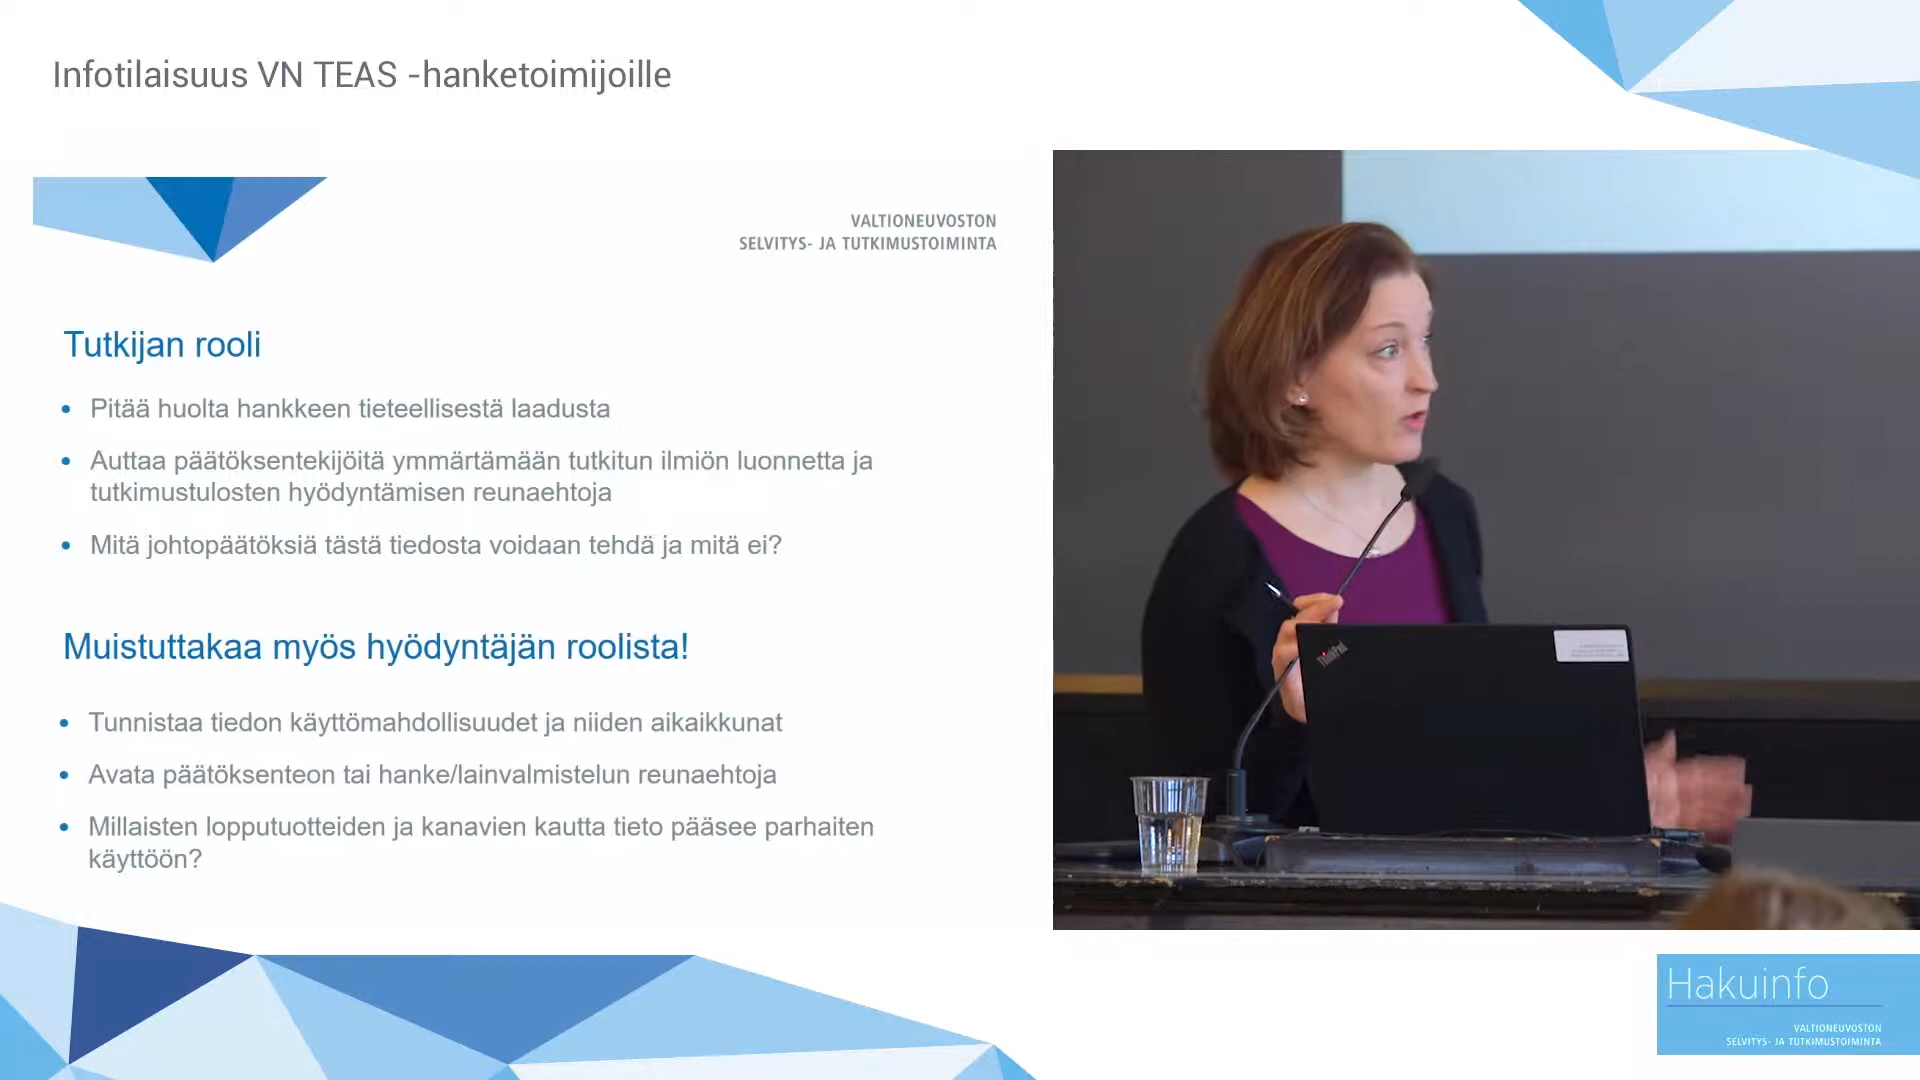 Infotilaisuus VN TEAS -hanketoimijoille
VALTIONEUVOSTON
SELVITYS- JA TUTKIMUSTOIMINTA
Tutkijan rooli
• Pitää huolta hankkeen tieteellisestä laadusta
• Auttaa päätöksentekijöitä ymmärtämään tutkitun ilmiön luonnetta ja
tutkimustulosten hyödyntämisen reunaehtoja
• Mitä johtopäätöksiä tästä tiedosta voidaan tehdä ja mitä ei?
Muistuttakaa myös hyödyntäjän roolista!
• Tunnistaa tiedon käyttömahdollisuudet ja niiden aikaikkunat
• Avata päätöksenteon tai hanke/lainvalmistelun reunaehtoja
• Millaisten lopputuotteiden ja kanavien kautta tieto pääsee parhaiten
käyttöön?
ThinkPad
Hakuinfo
VALTIONEUVOSTON
SELVITYS- JA TUTKIMUSTOIMINTA